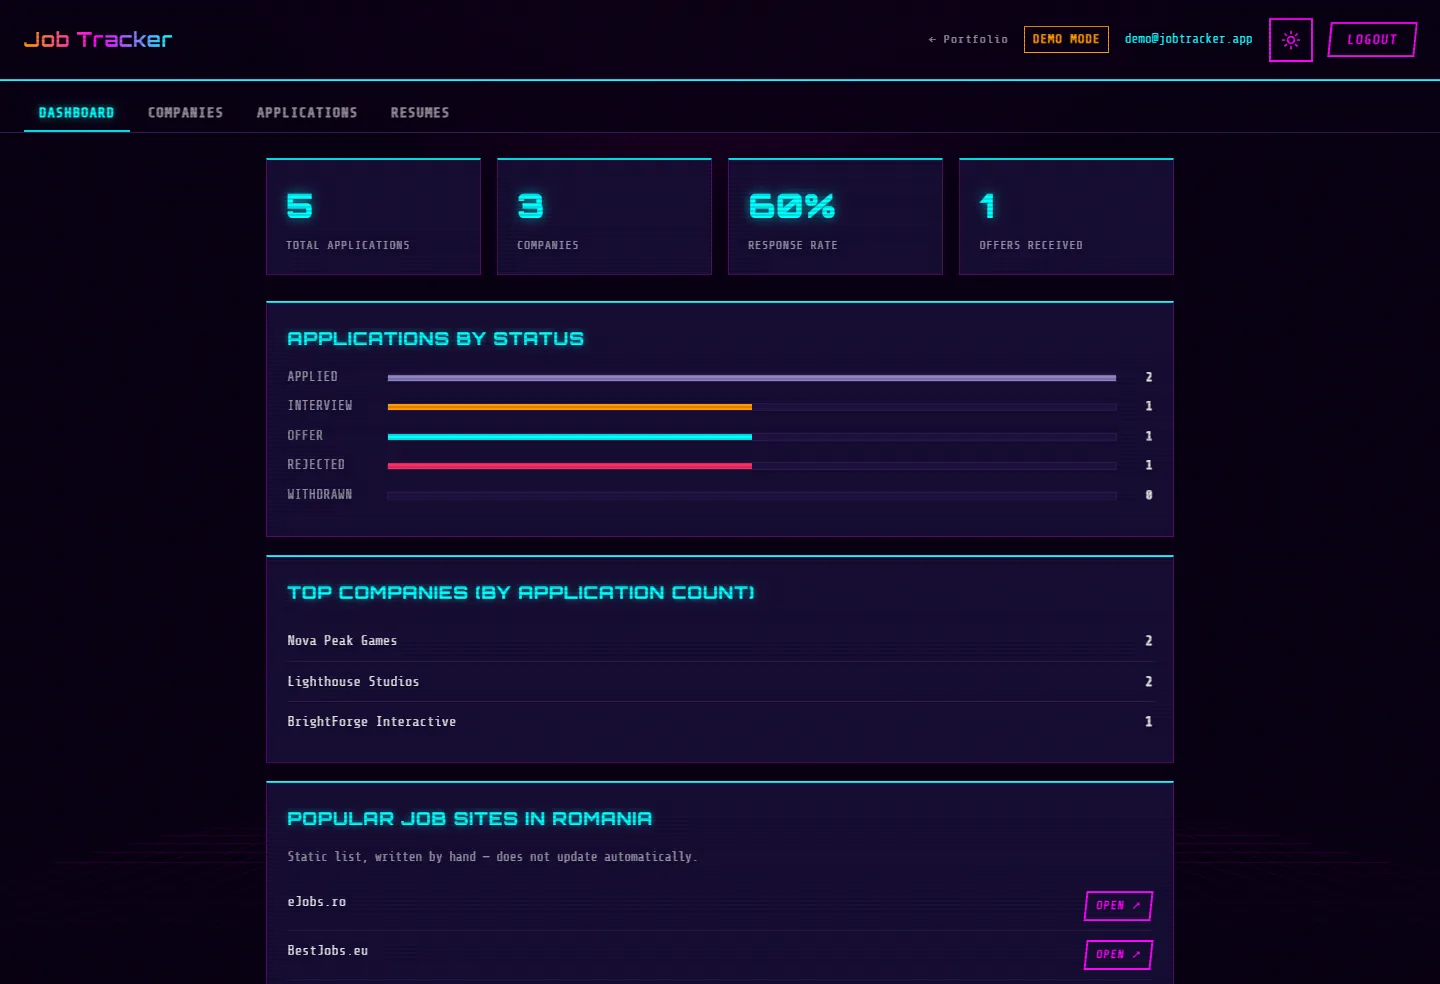 Job Tracker
← Portfolio DEMO MODE demo@jobtracker.app LOGOUT
DASHBOARD COMPANIES APPLICATIONS RESUMES
5 3 60% 1
TOTAL APPLICATIONS COMPANIES RESPONSE RATE OFFERS RECEIVED
APPLICATIONS BY STATUS
APPLIED 2
INTERVIEW 1
OFFER 1
REJECTED 1
WITHDRAWN 0
TOP COMPANIES (BY APPLICATION COUNT)
Nova Peak Games 2
Lighthouse Studios 2
BrightForge Interactive 1
POPULAR JOB SITES IN ROMANIA
Static list, written by hand — does not update automatically.
eJobs.ro OPEN ↗
BestJobs.eu OPEN ↗